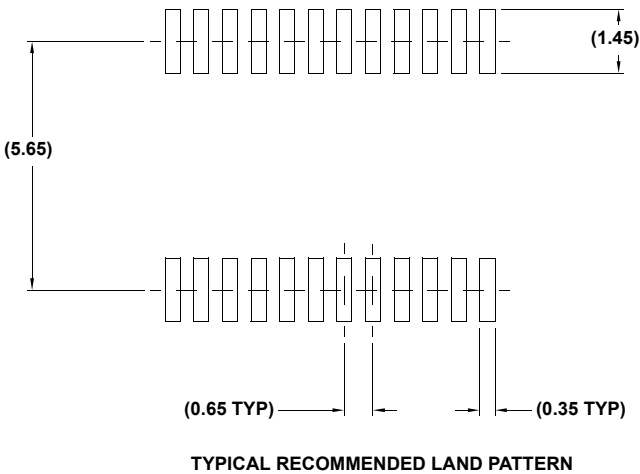 (1.45)
(5.65)
(0.65 TYP)
(0.35 TYP)
TYPICAL RECOMMENDED LAND PATTERN